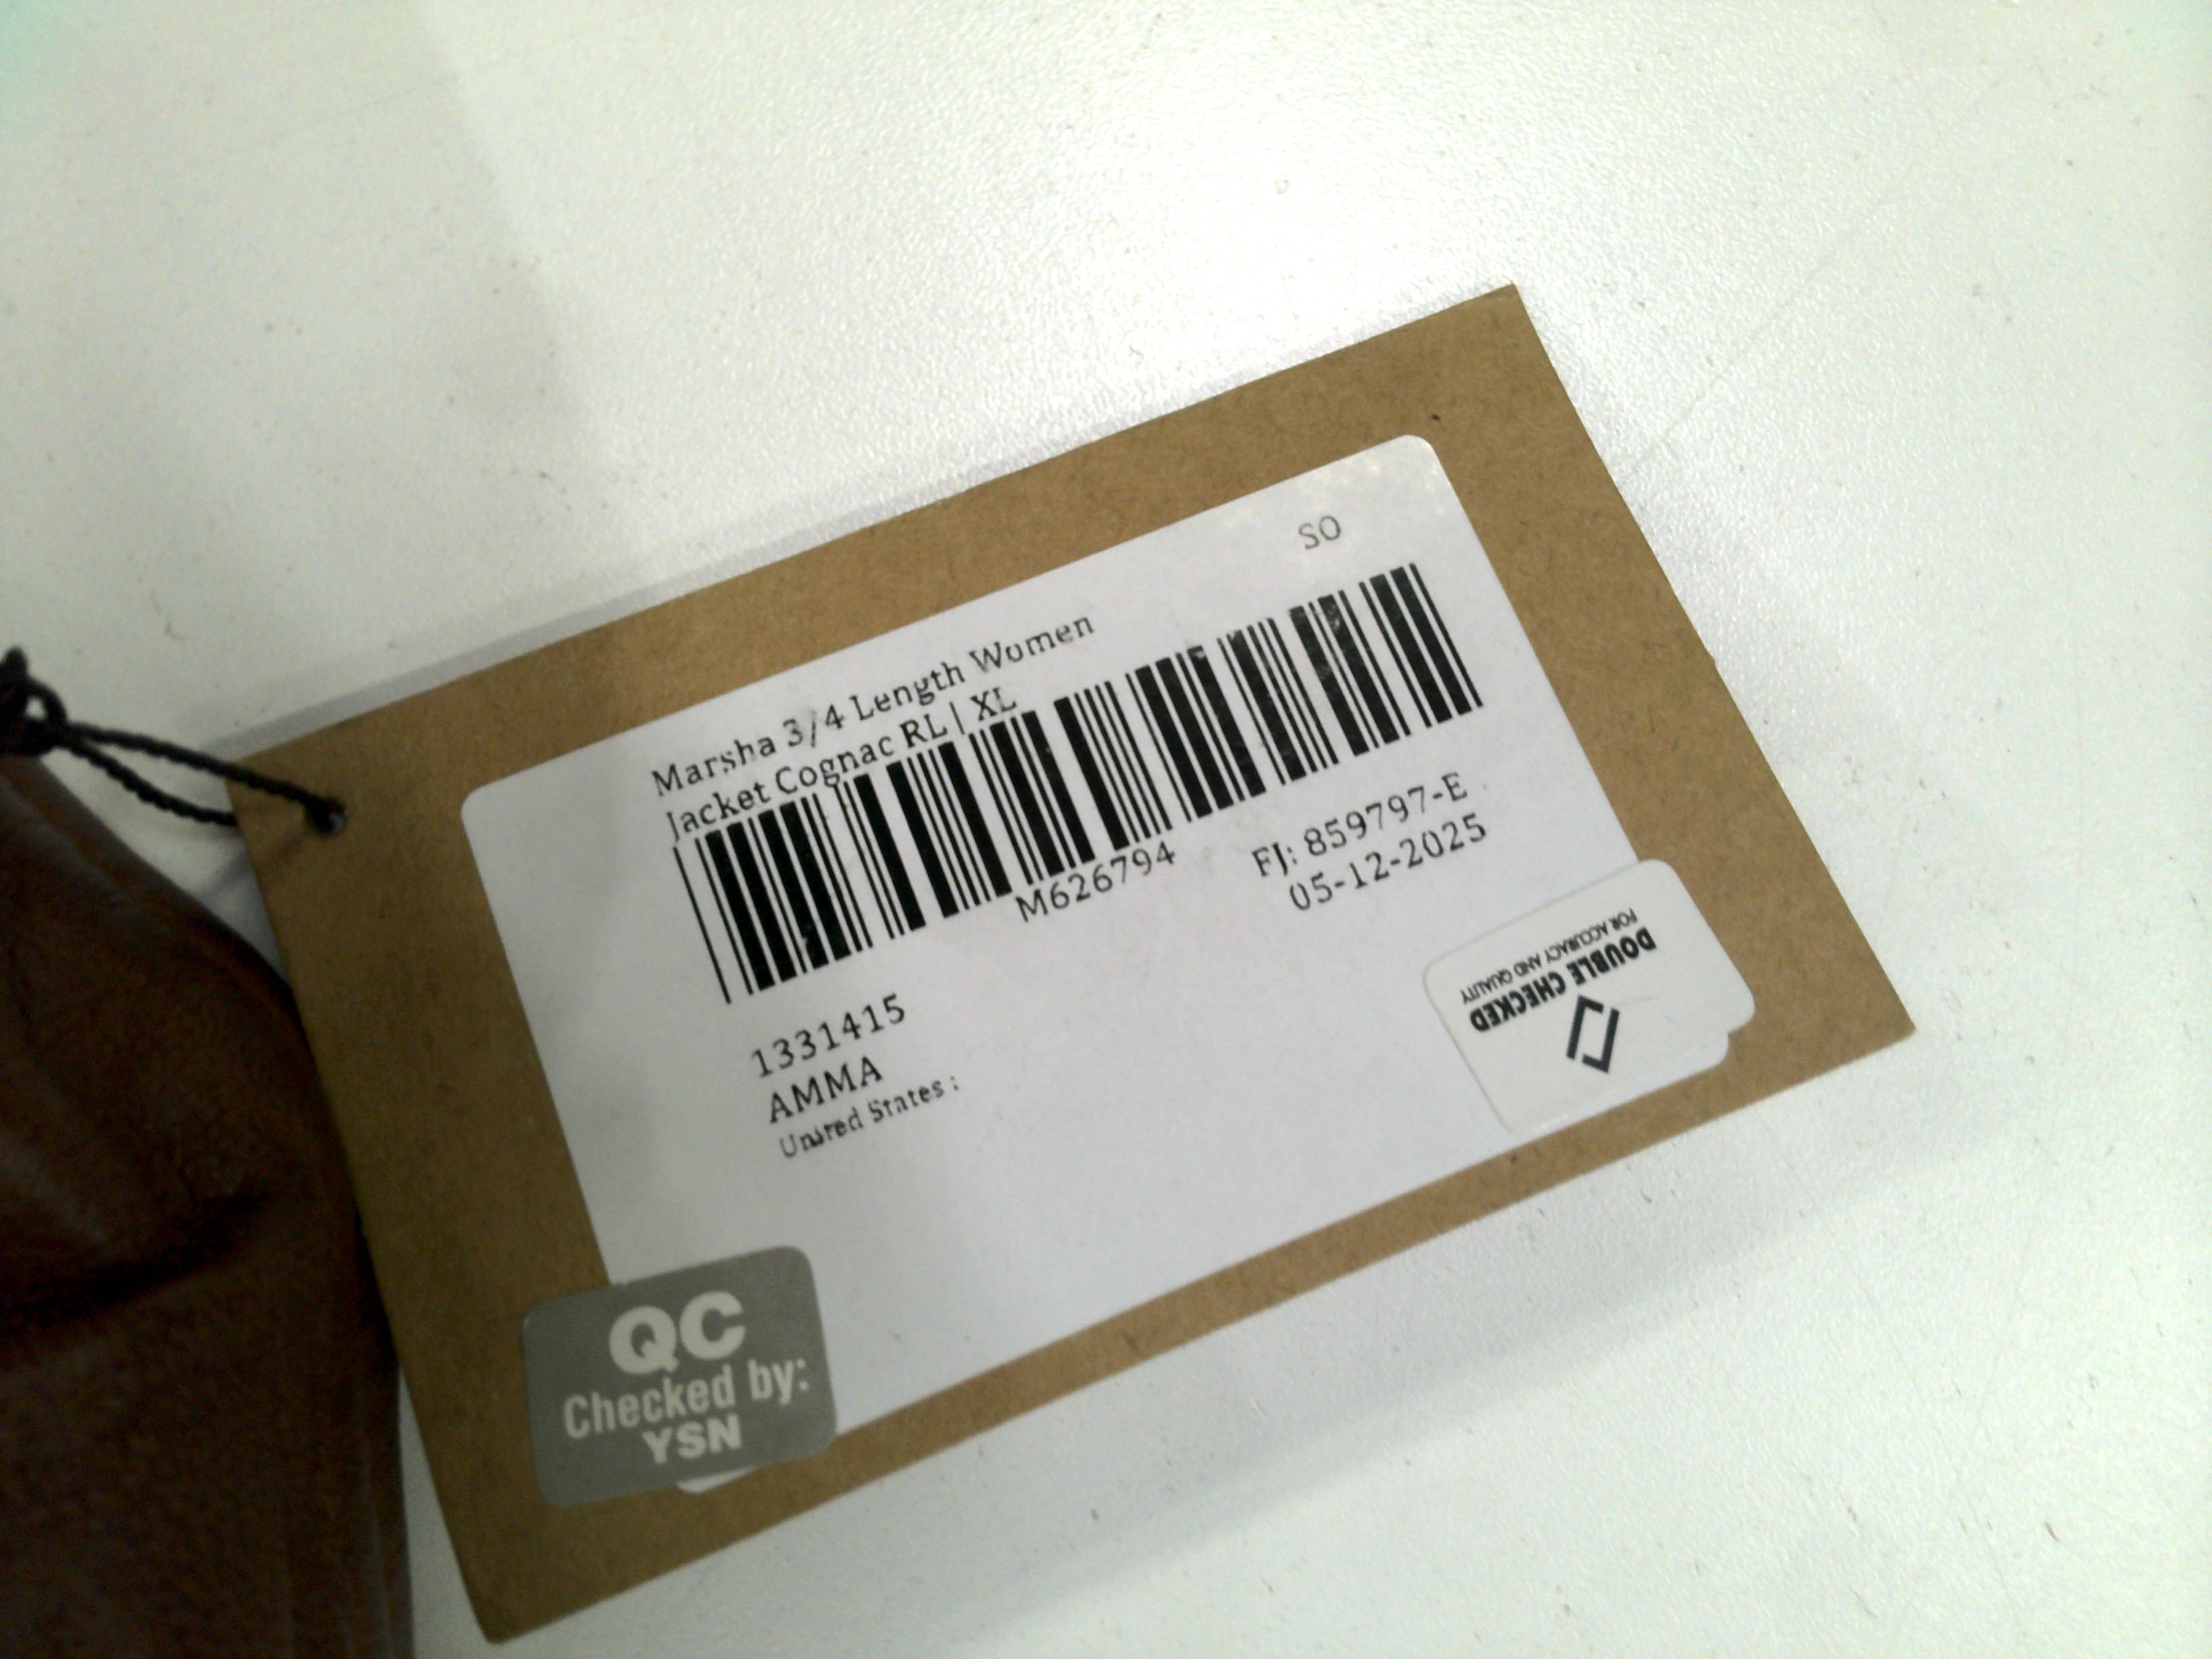 SO
Marsha 3/4 Length Women
Jacket Cognac RL | XL
M626794
FJ: 859797-E
05-12-2025
1331415
AMMA
United States :
DOUBLE CHECKED
FOR ACCURACY AND QUALITY
QC
Checked by:
YSN